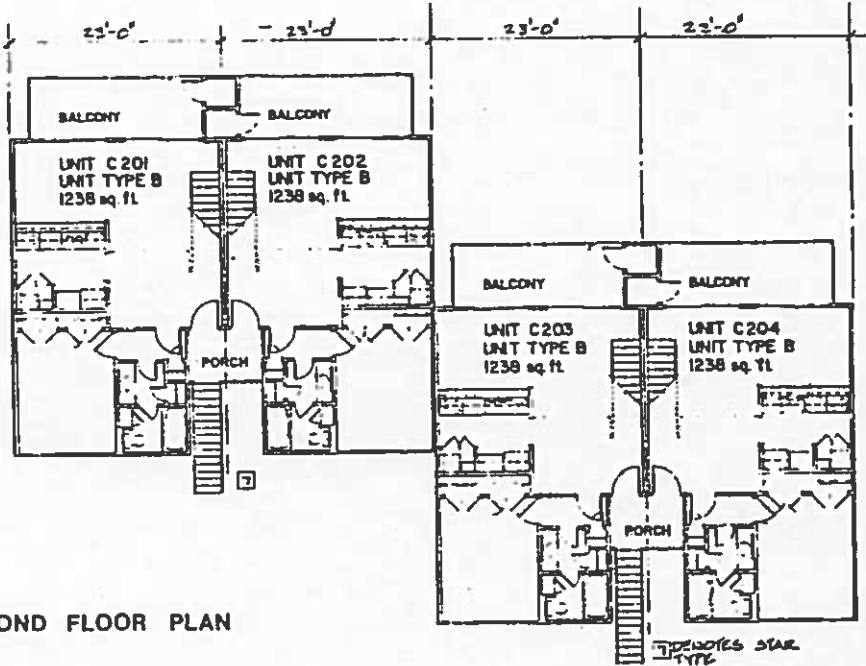 23'-0"
23'-0"
23'-0"
23'-0"
BALCONY
BALCONY
UNIT C201
UNIT TYPE B
1238 sq. ft.
UNIT C202
UNIT TYPE B
1238 sq. ft.
PORCH
7
BALCONY
BALCONY
UNIT C203
UNIT TYPE B
1238 sq. ft.
UNIT C204
UNIT TYPE B
1238 sq. ft.
PORCH
OND FLOOR PLAN
7 DENOTES STAIR
TYPE